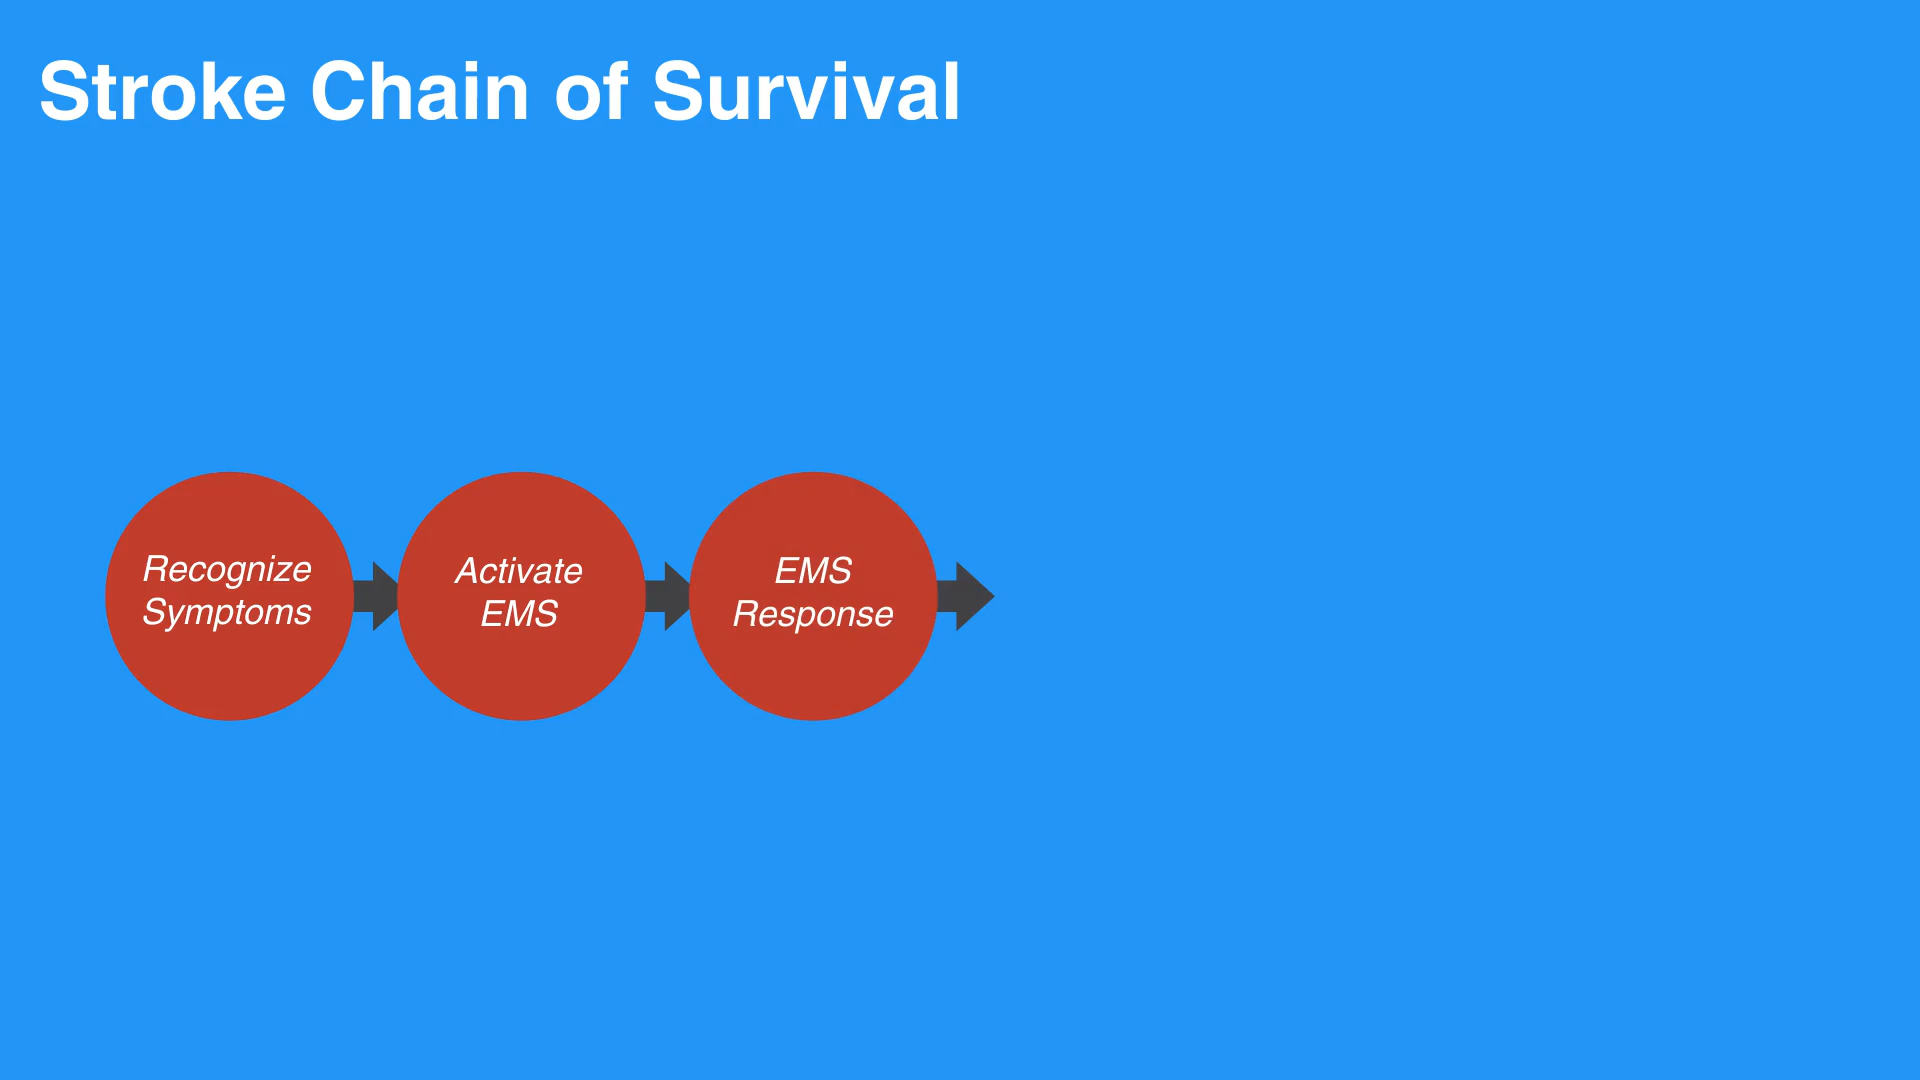 Stroke Chain of Survival
Recognize
Symptoms
Activate
EMS
EMS
Response